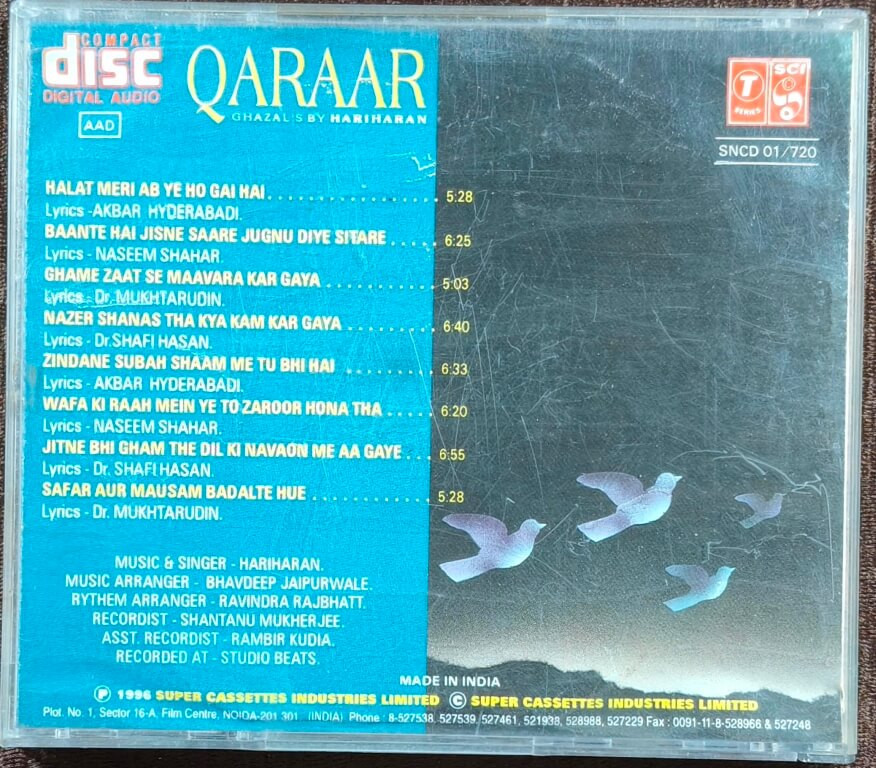 COMPACT
disc
DIGITAL AUDIO
AAD
QARAAR
GHAZAL'S BY HARIHARAN
T
SERIES
SCI
SNCD 01/720
HALAT MERI AB YE HO GAI HAI.................. 5:28
Lyrics -AKBAR HYDERABADI.
BAANTE HAI JISNE SAARE JUGNU DIYE SITARE ..... 6:25
Lyrics - NASEEM SHAHAR.
GHAME ZAAT SE MAAVARA KAR GAYA ............ 5:03
Lyrics - Dr. MUKHTARUDIN.
NAZER SHANAS THA KYA KAM KAR GAYA .......... 6:40
Lyrics - Dr.SHAFI HASAN.
ZINDANE SUBAH SHAAM ME TU BHI HAI .......... 6:33
Lyrics - AKBAR HYDERABADI.
WAFA KI RAAH MEIN YE TO ZAROOR HONA THA ..... 6:20
Lyrics - NASEEM SHAHAR.
JITNE BHI GHAM THE DIL KI NAVAON ME AA GAYE ... 6:55
Lyrics - Dr. SHAFI HASAN.
SAFAR AUR MAUSAM BADALTE HUE ............. 5:28
Lyrics - Dr. MUKHTARUDIN.
MUSIC & SINGER - HARIHARAN.
MUSIC ARRANGER - BHAVDEEP JAIPURWALE.
RYTHEM ARRANGER - RAVINDRA RAJBHATT.
RECORDIST - SHANTANU MUKHERJEE.
ASST. RECORDIST - RAMBIR KUDIA.
RECORDED AT - STUDIO BEATS.
MADE IN INDIA
Ⓟ 1996 SUPER CASSETTES INDUSTRIES LIMITED © SUPER CASSETTES INDUSTRIES LIMITED
Plot. No. 1, Sector 16-A, Film Centre, NOIDA-201 301. (INDIA) Phone : 8-527538, 527539, 527461, 521938, 528988, 527229 Fax : 0091-11-8-528966 & 527248